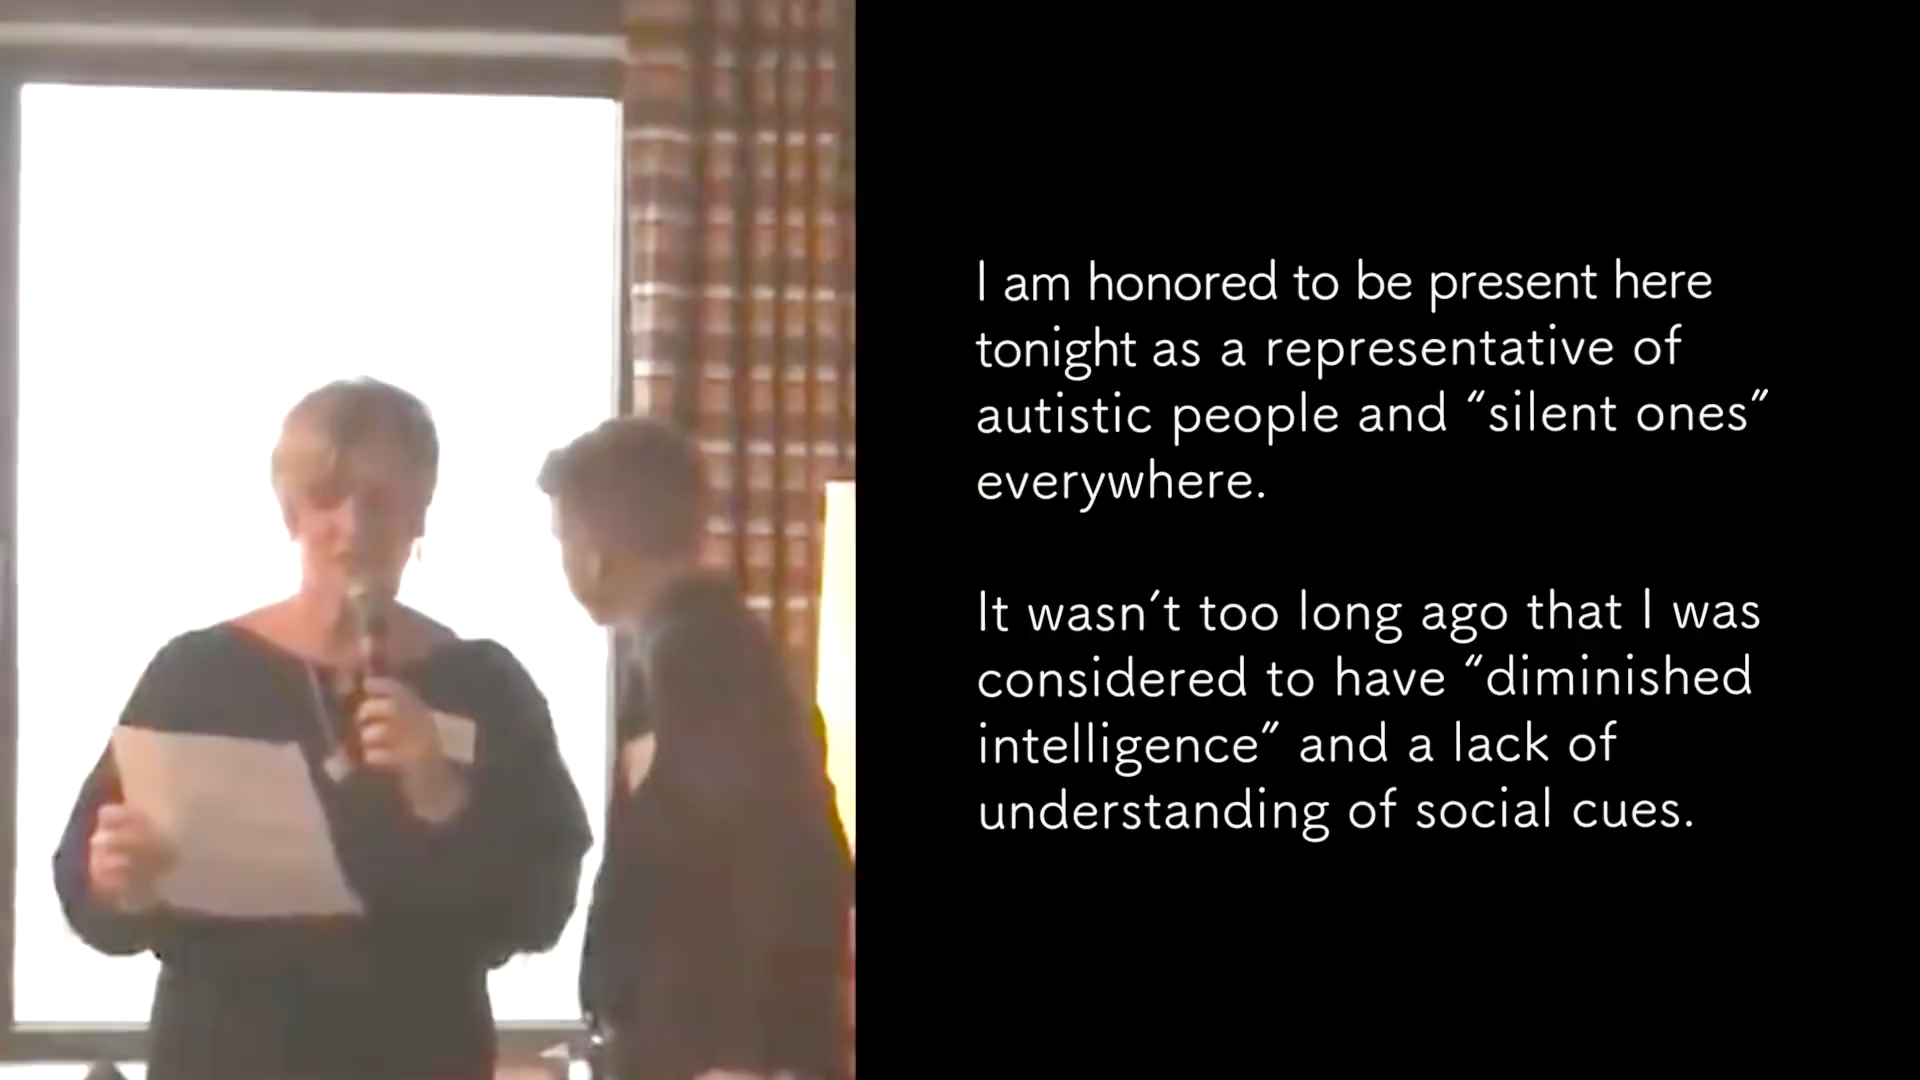 I am honored to be present here
tonight as a representative of
autistic people and “silent ones”
everywhere.
It wasn′t too long ago that I was
considered to have “diminished
intelligence” and a lack of
understanding of social cues.